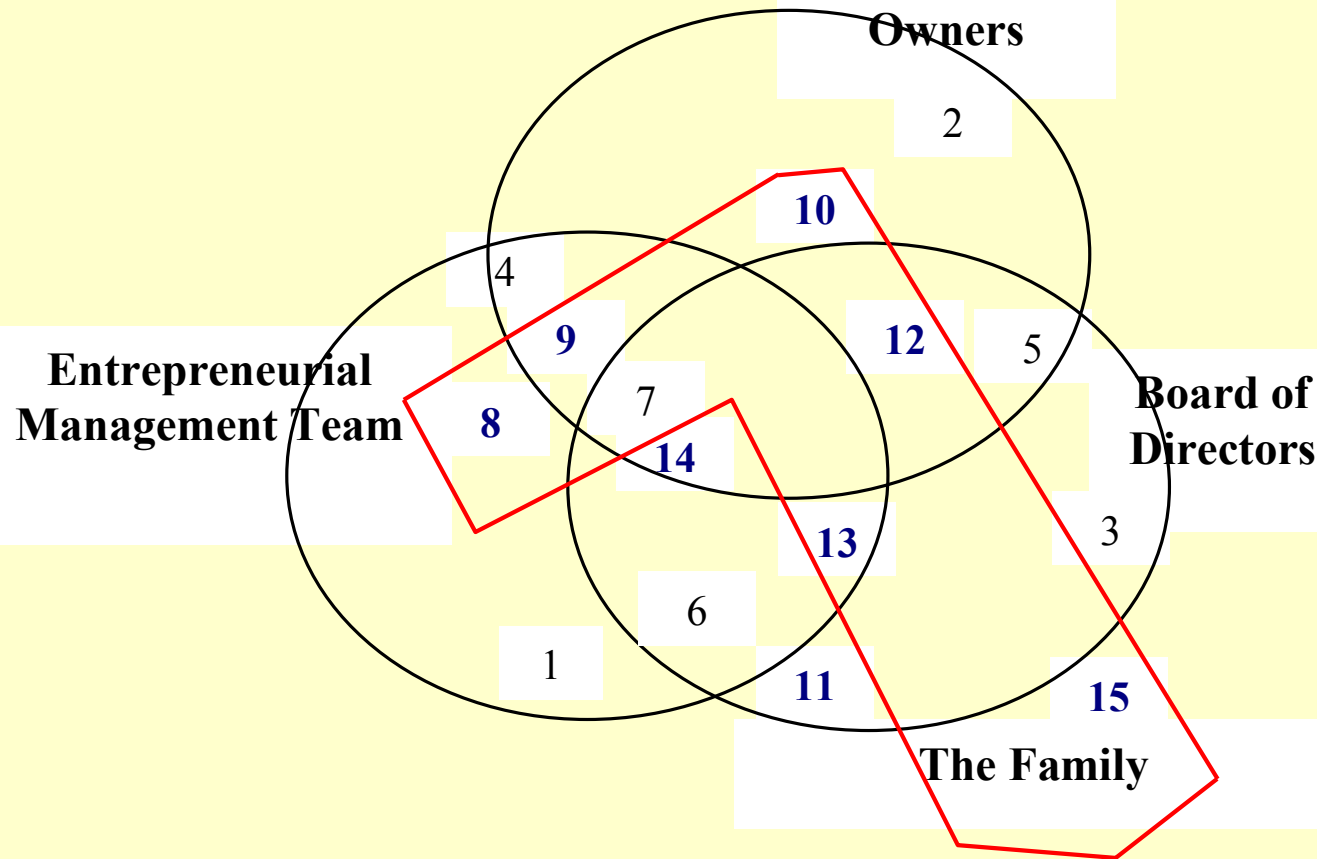 Owners
2
10
4
9
12
5
Entrepreneurial
Management Team
7
8
Board of
Directors
14
3
13
6
1
11
15
The Family